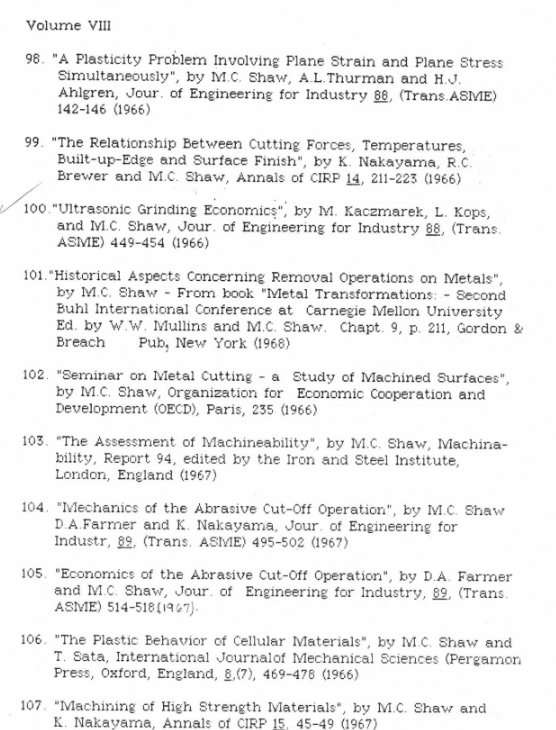 Volume VIII
98. "A Plasticity Problem Involving Plane Strain and Plane Stress
Simultaneously", by M.C. Shaw, A.L.Thurman and H.J.
Ahlgren, Jour. of Engineering for Industry 88, (Trans.ASME)
142-146 (1966)
99. "The Relationship Between Cutting Forces, Temperatures,
Built-up-Edge and Surface Finish", by K. Nakayama, R.C.
Brewer and M.C. Shaw, Annals of CIRP 14, 211-223 (1966)
100."Ultrasonic Grinding Economics", by M. Kaczmarek, L. Kops,
and M.C. Shaw, Jour. of Engineering for Industry 88, (Trans.
ASME) 449-454 (1966)
101."Historical Aspects Concerning Removal Operations on Metals",
by M.C. Shaw - From book "Metal Transformations: - Second
Buhl International Conference at Carnegie Mellon University
Ed. by W.W. Mullins and M.C. Shaw. Chapt. 9, p. 211, Gordon &
Breach Pub, New York (1968)
102. "Seminar on Metal Cutting - a Study of Machined Surfaces",
by M.C. Shaw, Organization for Economic Cooperation and
Development (OECD), Paris, 235 (1966)
103. "The Assessment of Machineability", by M.C. Shaw, Machina-
bility, Report 94, edited by the Iron and Steel Institute,
London, England (1967)
104. "Mechanics of the Abrasive Cut-Off Operation", by M.C. Shaw
D.A.Farmer and K. Nakayama, Jour. of Engineering for
Industr, 89, (Trans. ASME) 495-502 (1967)
105. "Economics of the Abrasive Cut-Off Operation", by D.A. Farmer
and M.C. Shaw, Jour. of Engineering for Industry, 89, (Trans.
ASME) 514-518(1967).
106. "The Plastic Behavior of Cellular Materials", by M.C. Shaw and
T. Sata, International Journalof Mechanical Sciences (Pergamon
Press, Oxford, England, 8,(7), 469-478 (1966)
107. "Machining of High Strength Materials", by M.C. Shaw and
K. Nakayama, Annals of CIRP 15, 45-49 (1967)